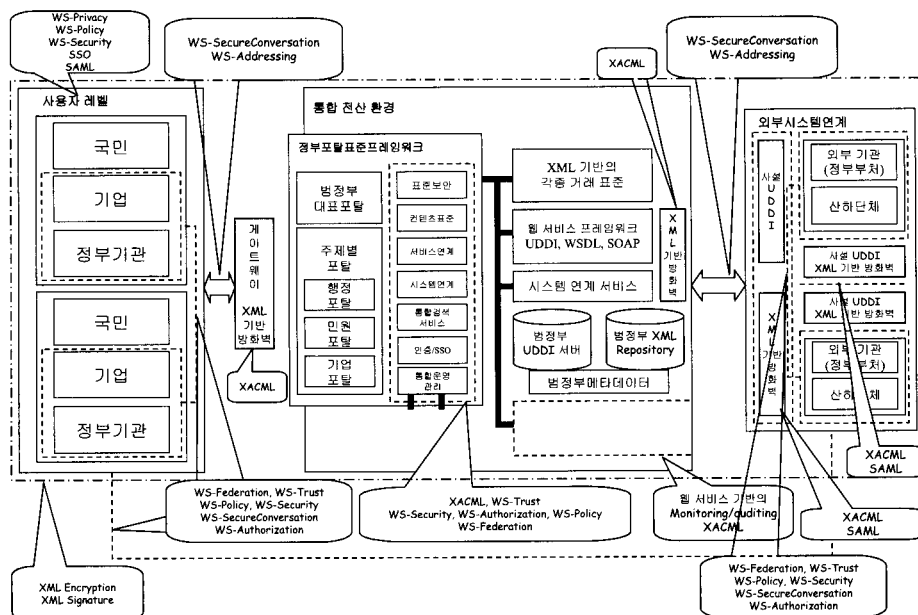 WS-Privacy
WS-Policy
WS-Security
SSO
SAML
WS-SecureConversation
WS-Addressing
XACML
WS-SecureConversation
WS-Addressing
사용자 레벨
국민
기업
정부기관
국민
기업
정부기관
게이트웨이
XML
기반
방화벽
XACML
통합 전산 환경
정부포탈표준프레임워크
범정부
대표포탈
주제별
포탈
행정
포탈
민원
포탈
기업
포탈
표준보안
컨텐츠표준
서비스연계
시스템연계
통합검색
서비스
인증/SSO
통합운영
관리
XML 기반의
각종 거래 표준
웹 서비스 프레임워크
UDDI, WSDL, SOAP
시스템 연계 서비스
범정부
UDDI 서버
범정부 XML
Repository
범정부메타데이터
XML
기반
방화벽
외부시스템연계
사설
UDDI
XML
기반
방화벽
외부 기관
(정부부처)
산하단체
사설 UDDI
XML 기반 방화벽
사설 UDDI
XML 기반 방화벽
외부 기관
(정부부처)
산하단체
XACML
SAML
XACML
SAML
WS-Federation, WS-Trust
WS-Policy, WS-Security
WS-SecureConversation
WS-Authorization
XACML, WS-Trust
WS-Security, WS-Authorization, WS-Policy
WS-Federation
웹 서비스 기반의
Monitoring/auditing
XACML
WS-Federation, WS-Trust
WS-Policy, WS-Security
WS-SecureConversation
WS-Authorization
XML Encryption
XML Signature